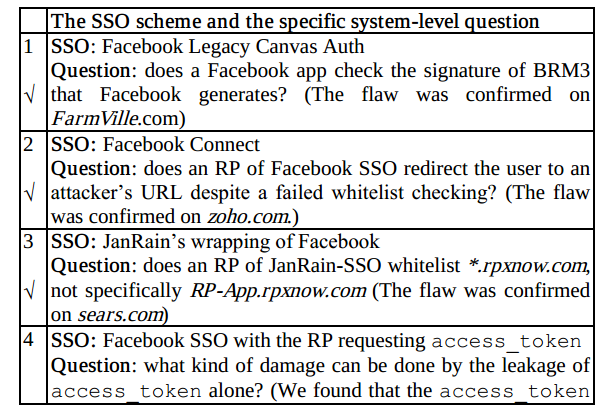 The SSO scheme and the specific system-level question
1 SSO: Facebook Legacy Canvas Auth
Question: does a Facebook app check the signature of BRM3
√ that Facebook generates? (The flaw was confirmed on
FarmVille.com)
2 SSO: Facebook Connect
Question: does an RP of Facebook SSO redirect the user to an
√ attacker's URL despite a failed whitelist checking? (The flaw
was confirmed on zoho.com.)
3 SSO: JanRain's wrapping of Facebook
Question: does an RP of JanRain-SSO whitelist *.rpxnow.com,
√ not specifically RP-App.rpxnow.com (The flaw was confirmed
on sears.com)
4 SSO: Facebook SSO with the RP requesting access_token
Question: what kind of damage can be done by the leakage of
access_token alone? (We found that the access_token